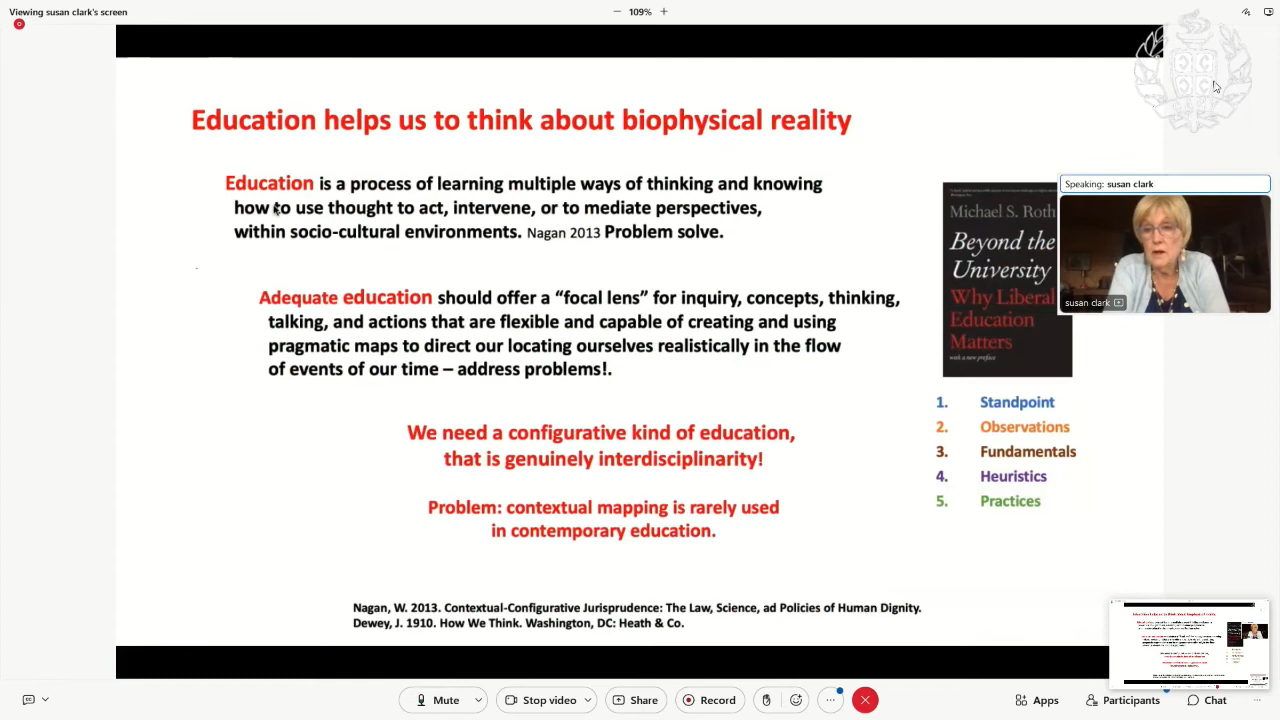 Viewing susan clark's screen
109%
Education helps us to think about biophysical reality
Education is a process of learning multiple ways of thinking and knowing
how to use thought to act, intervene, or to mediate perspectives,
within socio-cultural environments. Nagan 2013 Problem solve.
Adequate education should offer a “focal lens” for inquiry, concepts, thinking,
talking, and actions that are flexible and capable of creating and using
pragmatic maps to direct our locating ourselves realistically in the flow
of events of our time – address problems!.
We need a configurative kind of education,
that is genuinely interdisciplinarity!
Problem: contextual mapping is rarely used
in contemporary education.
Nagan, W. 2013. Contextual-Configurative Jurisprudence: The Law, Science, ad Policies of Human Dignity.
Dewey, J. 1910. How We Think. Washington, DC: Heath & Co.
Michael S. Roth
Beyond the
University
Why Liberal
Education
Matters
with a new preface
1. Standpoint
2. Observations
3. Fundamentals
4. Heuristics
5. Practices
Speaking: susan clark
susan clark
Mute
Stop video
Share
Record
Apps
Participants
Chat